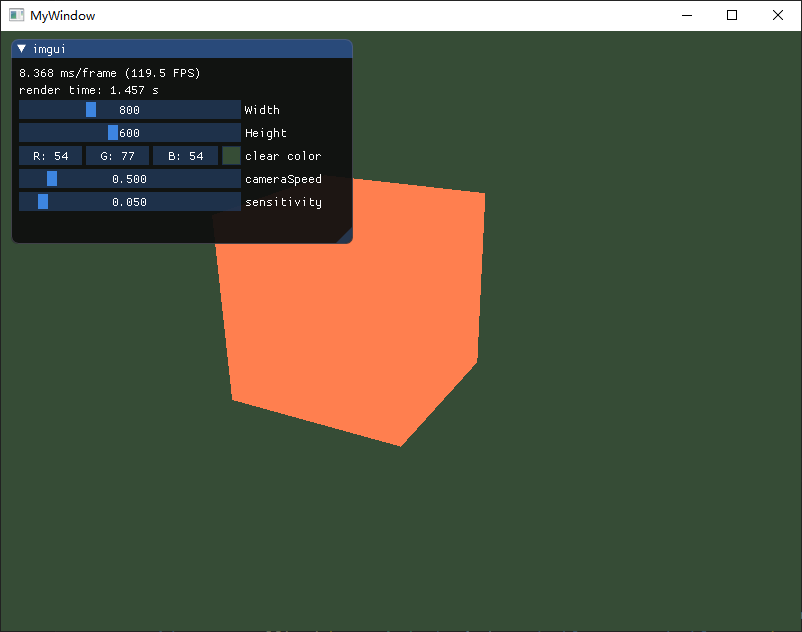 MyWindow
imgui
8.368 ms/frame (119.5 FPS)
render time: 1.457 s
800 Width
600 Height
R: 54 G: 77 B: 54 clear color
0.500 cameraSpeed
0.050 sensitivity